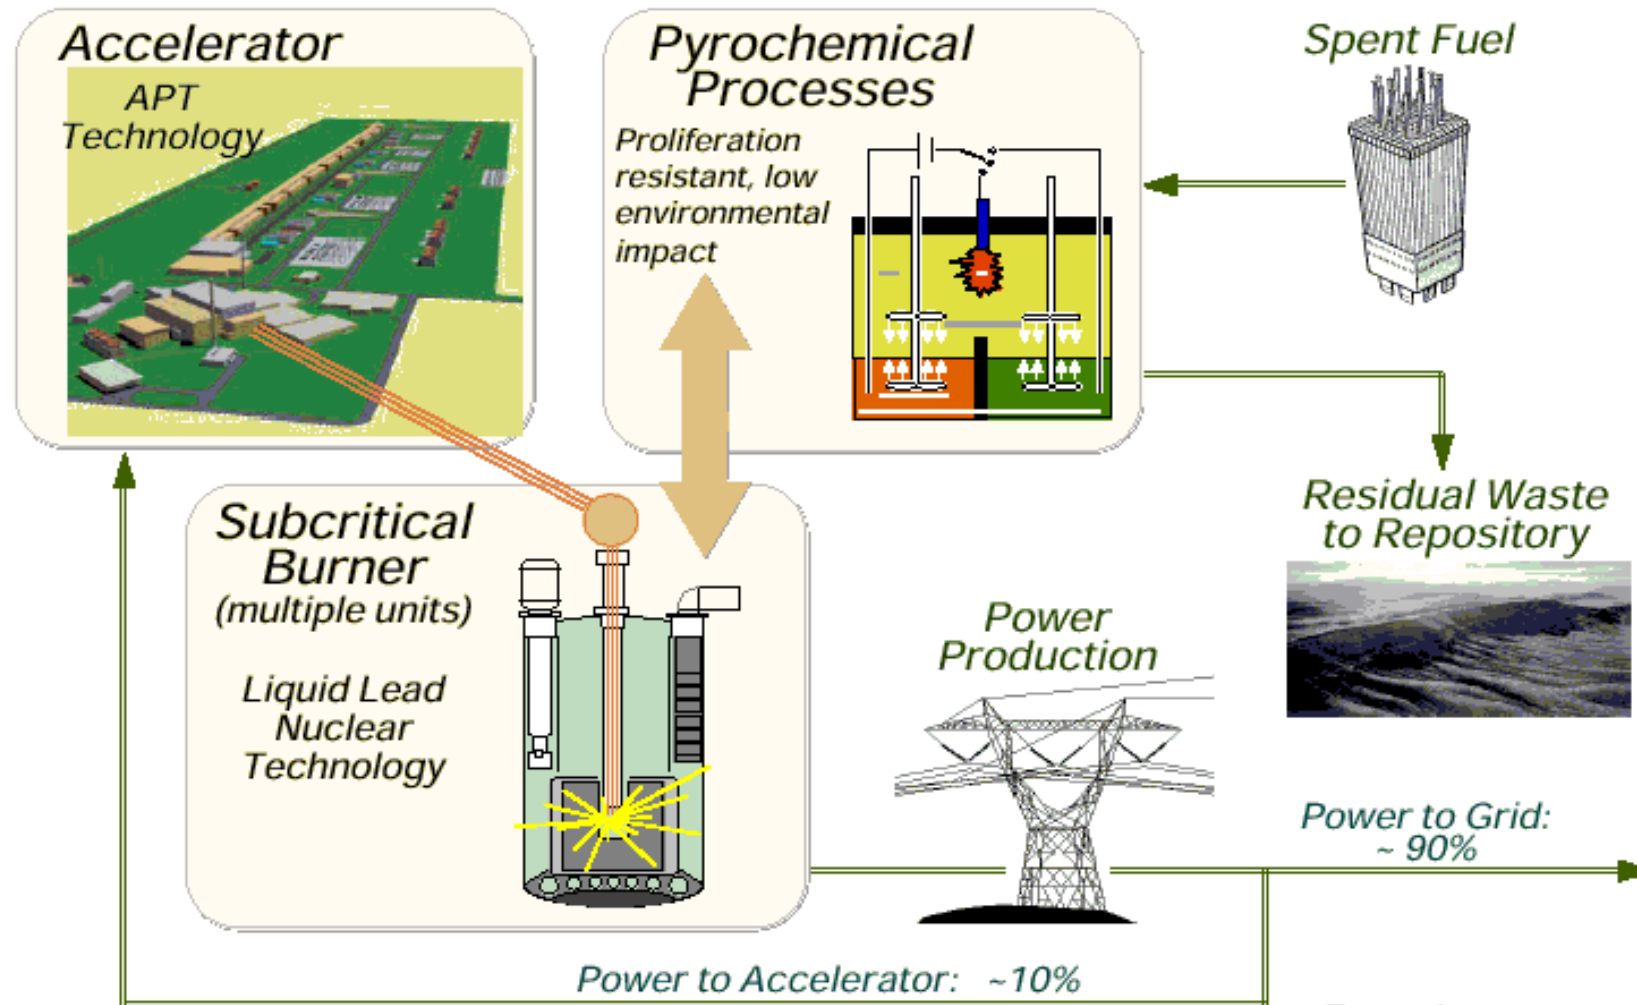 Accelerator
APT
Technology
Pyrochemical
Processes
Proliferation
resistant, low
environmental
impact
Spent Fuel
Subcritical
Burner
(multiple units)
Liquid Lead
Nuclear
Technology
Residual Waste
to Repository
Power
Production
Power to Grid:
~ 90%
Power to Accelerator: ~10%